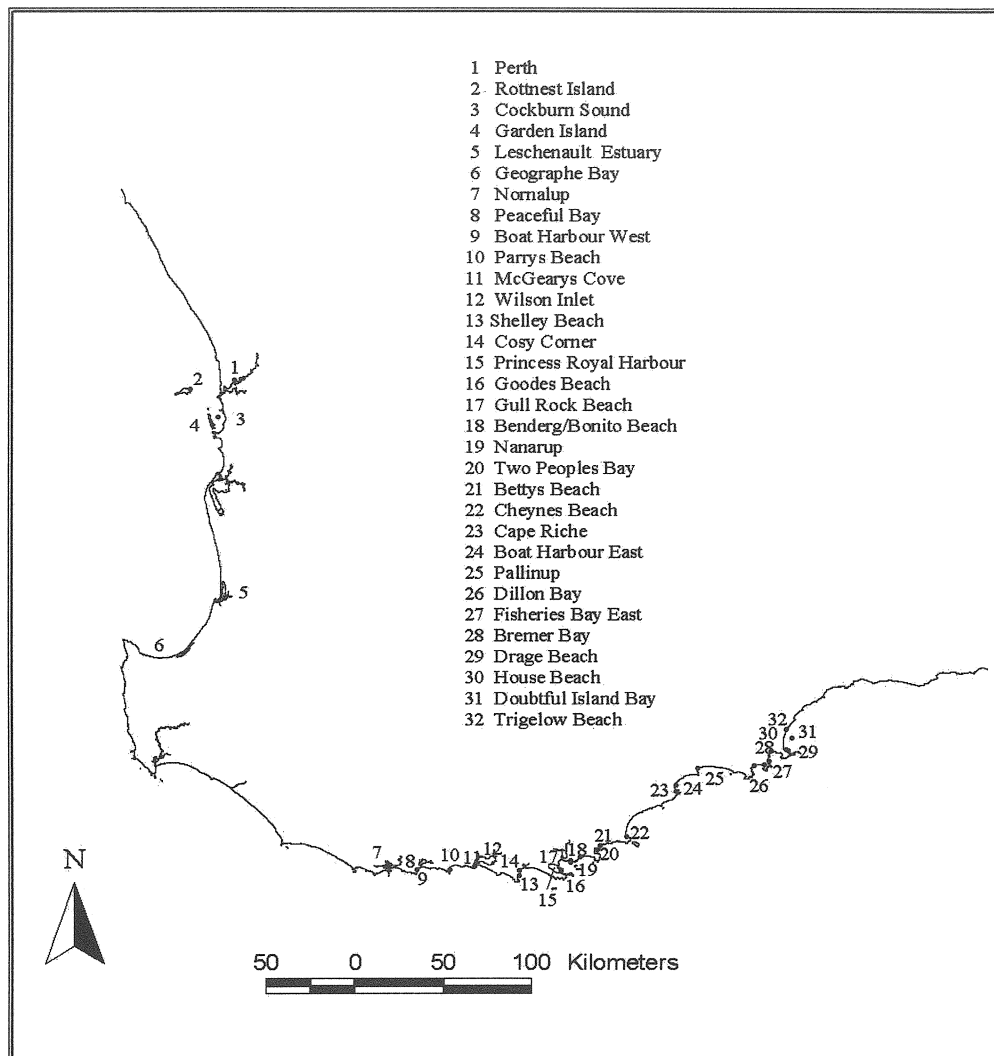 1 Perth
2 Rottnest Island
3 Cockburn Sound
4 Garden Island
5 Leschenault Estuary
6 Geographe Bay
7 Nornalup
8 Peaceful Bay
9 Boat Harbour West
10 Parrys Beach
11 McGearys Cove
12 Wilson Inlet
13 Shelley Beach
14 Cosy Corner
15 Princess Royal Harbour
16 Goodes Beach
17 Gull Rock Beach
18 Benderg/Bonito Beach
19 Nanarup
20 Two Peoples Bay
21 Bettys Beach
22 Cheynes Beach
23 Cape Riche
24 Boat Harbour East
25 Pallinup
26 Dillon Bay
27 Fisheries Bay East
28 Bremer Bay
29 Drage Beach
30 House Beach
31 Doubtful Island Bay
32 Trigelow Beach
1
2
3
4
5
6
32
30 31
28 29
27
26
25
23 24
22
21
20
7 8 10 11 12 14 17 18 19
9 13 16
15
N
50 0 50 100 Kilometers